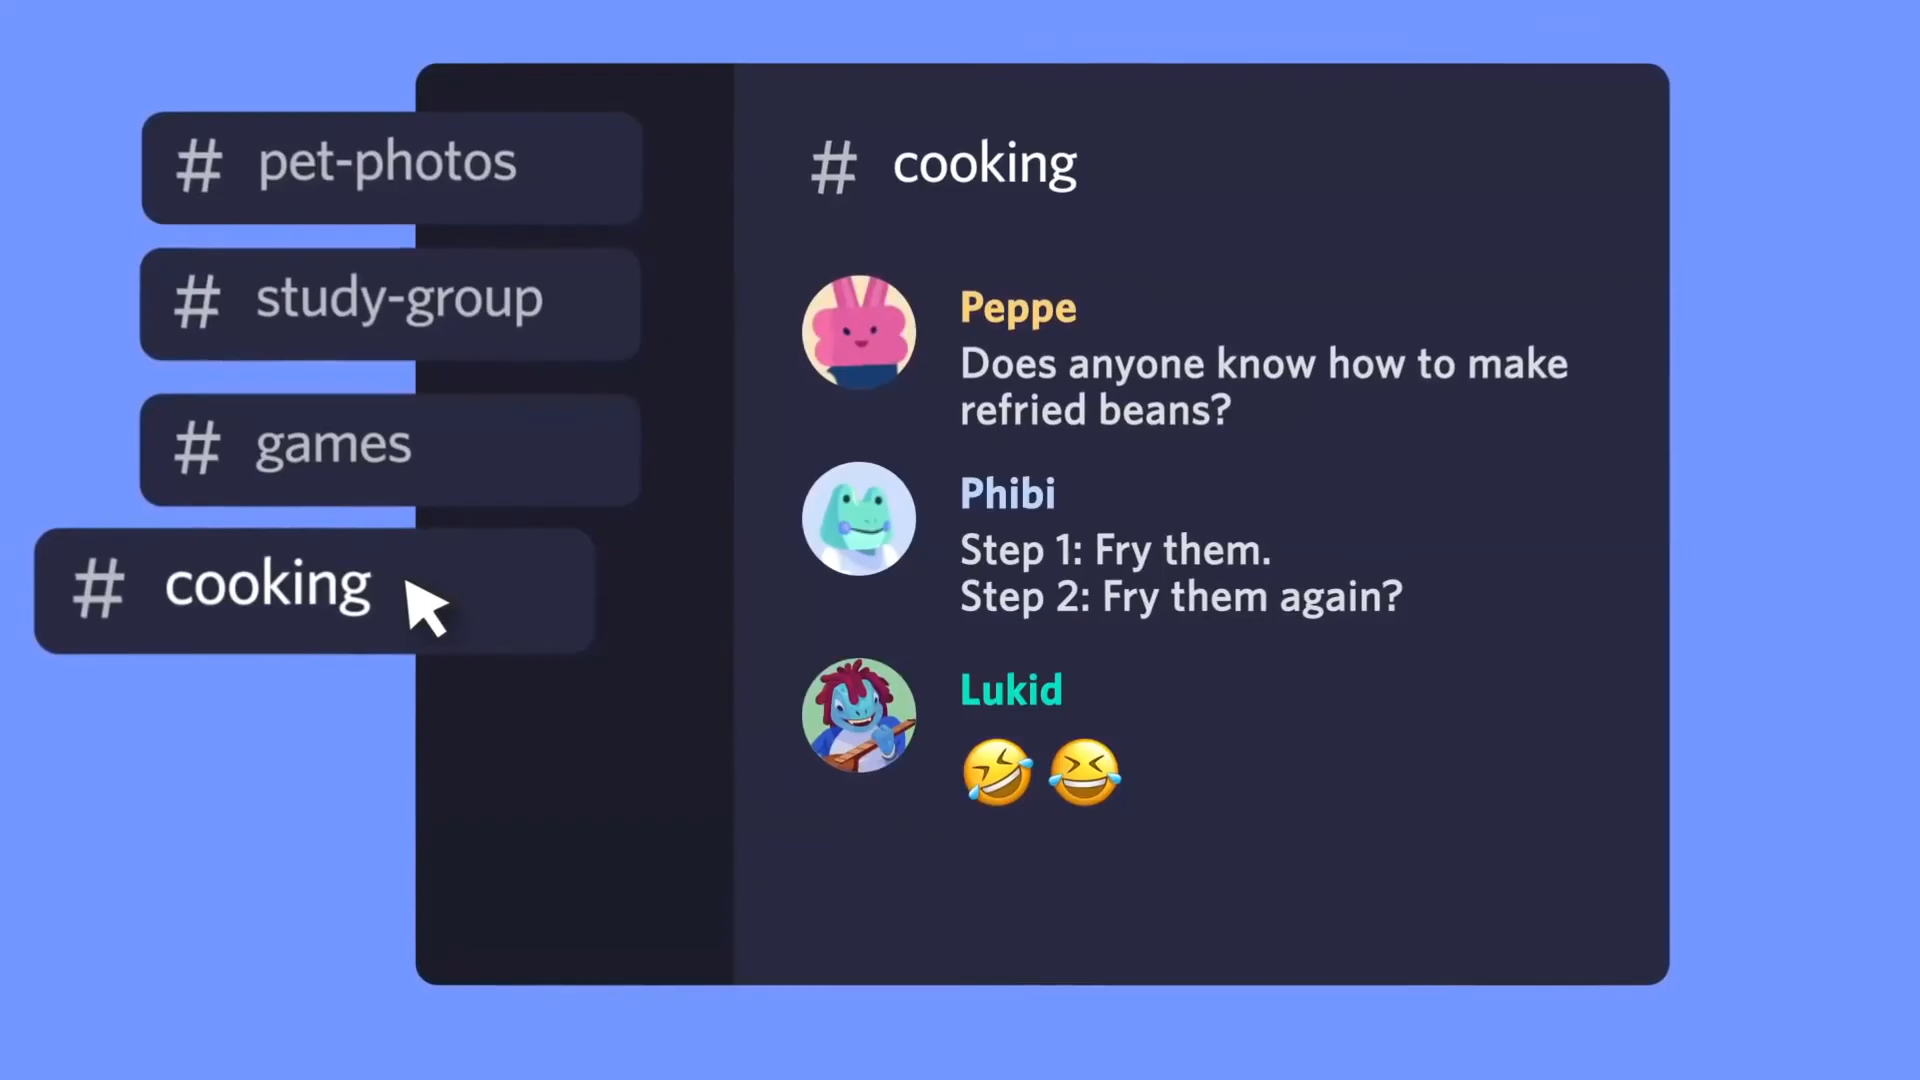 # pet-photos
# study-group
# games
# cooking
# cooking
Peppe
Does anyone know how to make
refried beans?
Phibi
Step 1: Fry them.
Step 2: Fry them again?
Lukid
🤣 😆